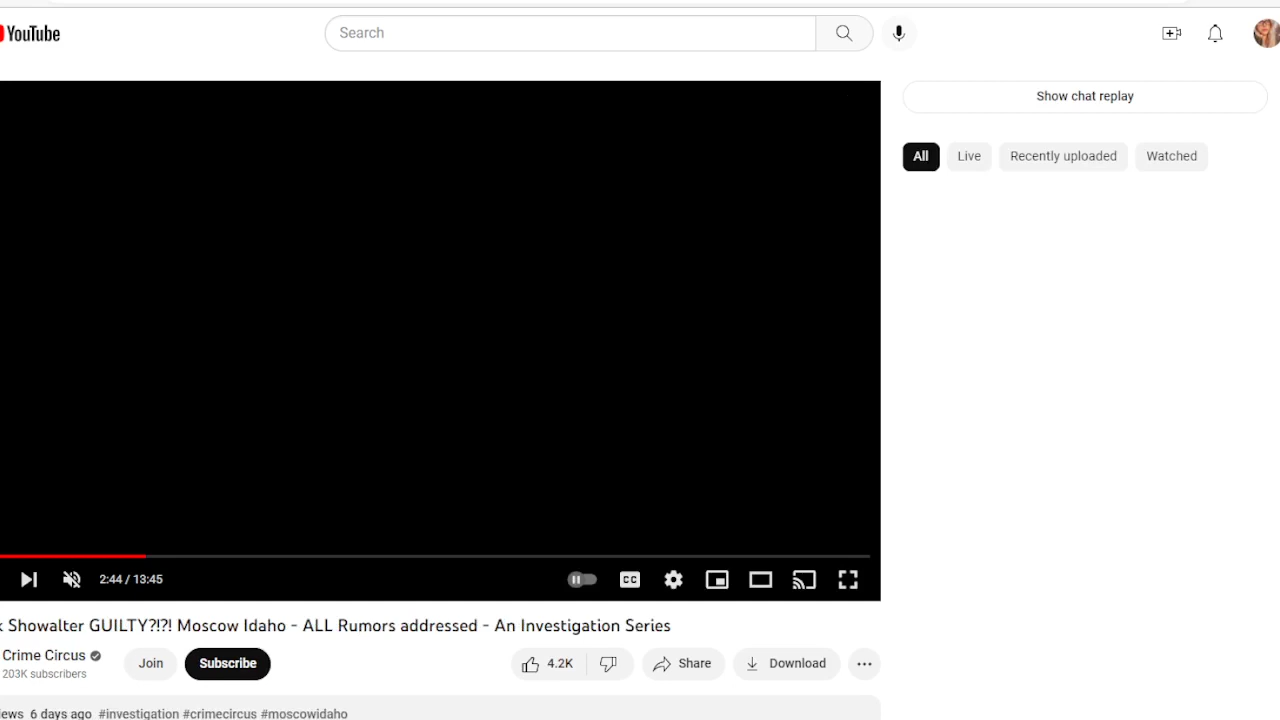 YouTube
Search
Show chat replay
All Live Recently uploaded Watched
2:44 / 13:45
CC
Showalter GUILTY?!?! Moscow Idaho - ALL Rumors addressed - An Investigation Series
Crime Circus
203K subscribers
Join
Subscribe
4.2K
Share
Download
6 days ago #investigation #crimecircus #moscowidaho